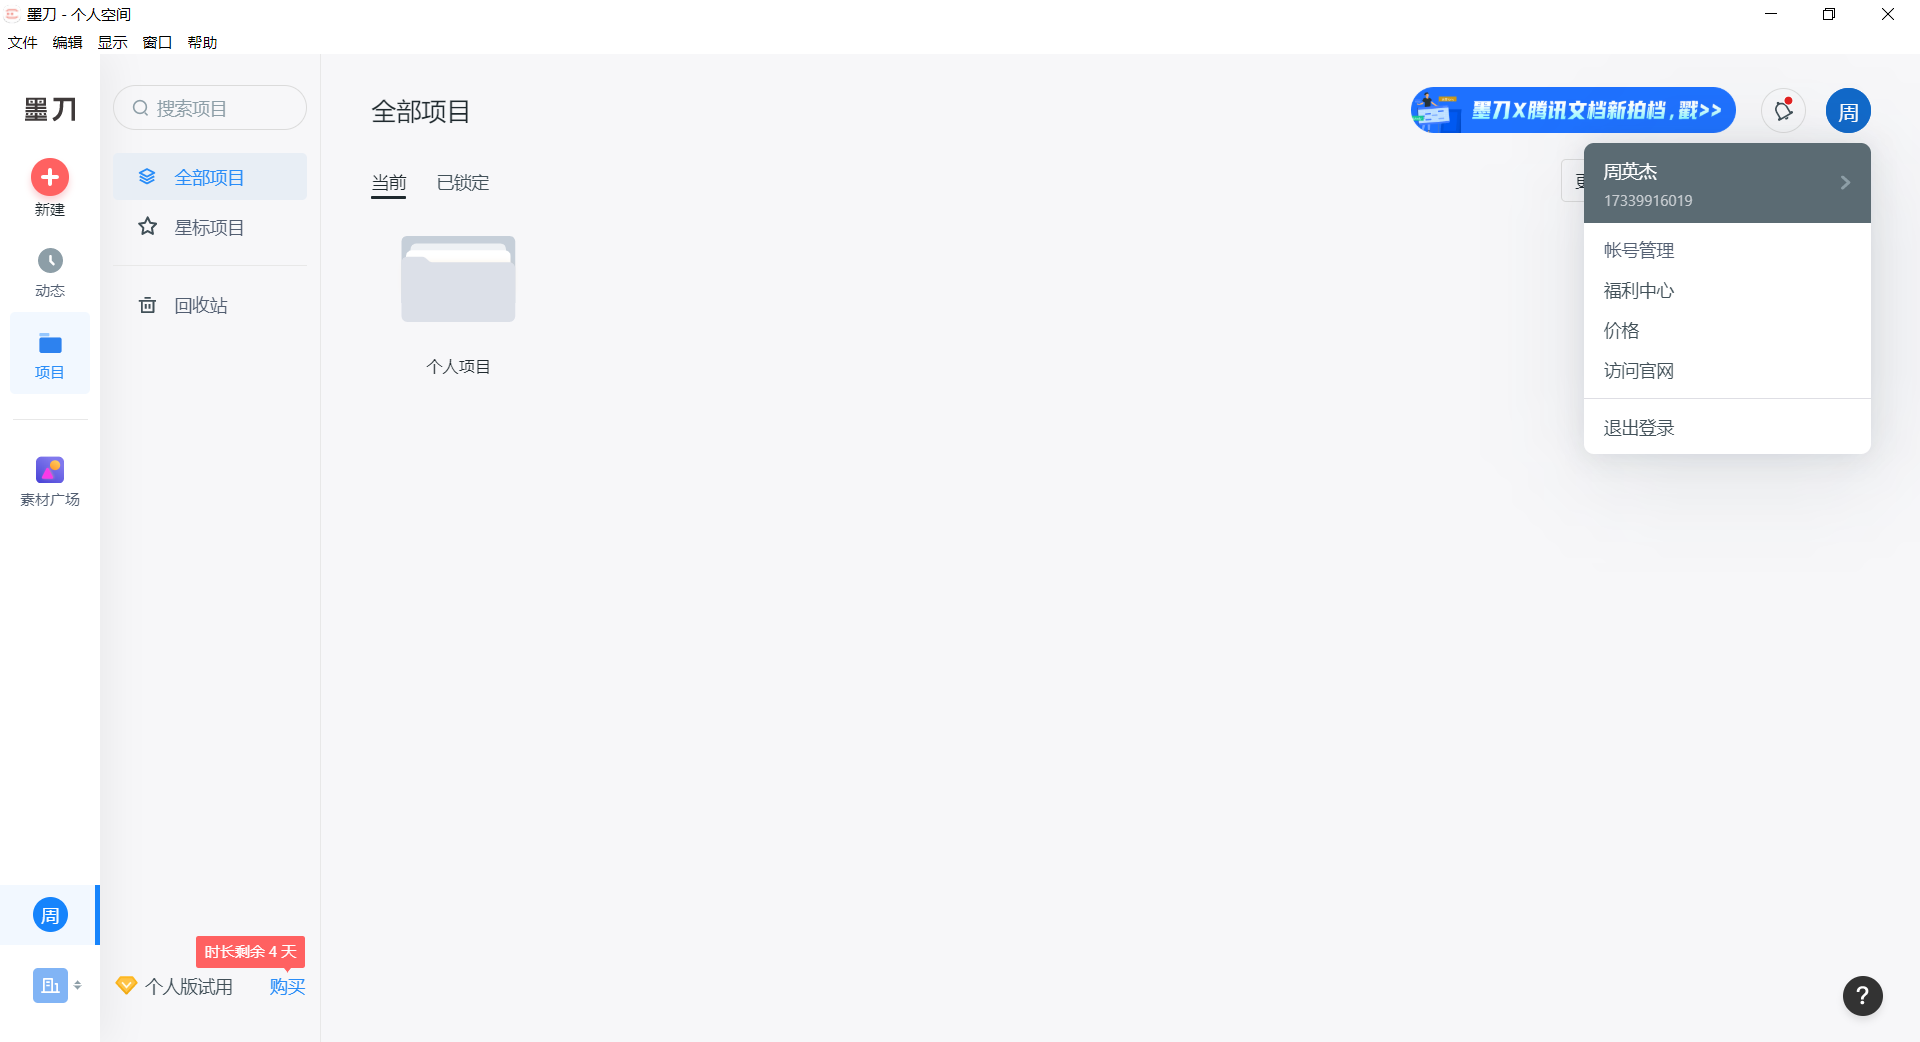 墨刀 - 个人空间
文件 编辑 显示 窗口 帮助
墨刀
新建
动态
项目
素材广场
周
搜索项目
全部项目
星标项目
回收站
时长剩余 4 天
个人版试用 购买
全部项目
墨刀X腾讯文档新拍档,戳>>
周
当前 已锁定
个人项目
周英杰
17339916019
帐号管理
福利中心
价格
访问官网
退出登录
?